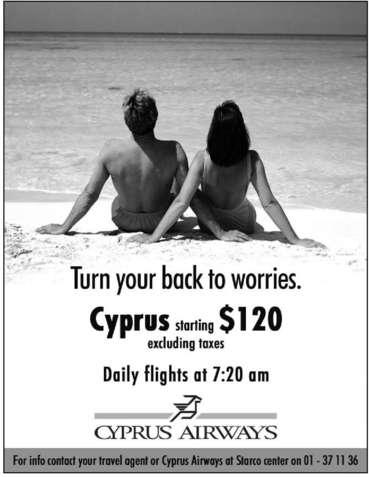 Turn your back to worries.
Cyprus starting $120
excluding taxes
Daily flights at 7:20 am
CYPRUS AIRWAYS
For info contact your travel agent or Cyprus Airways at Starco center on 01 - 37 11 36